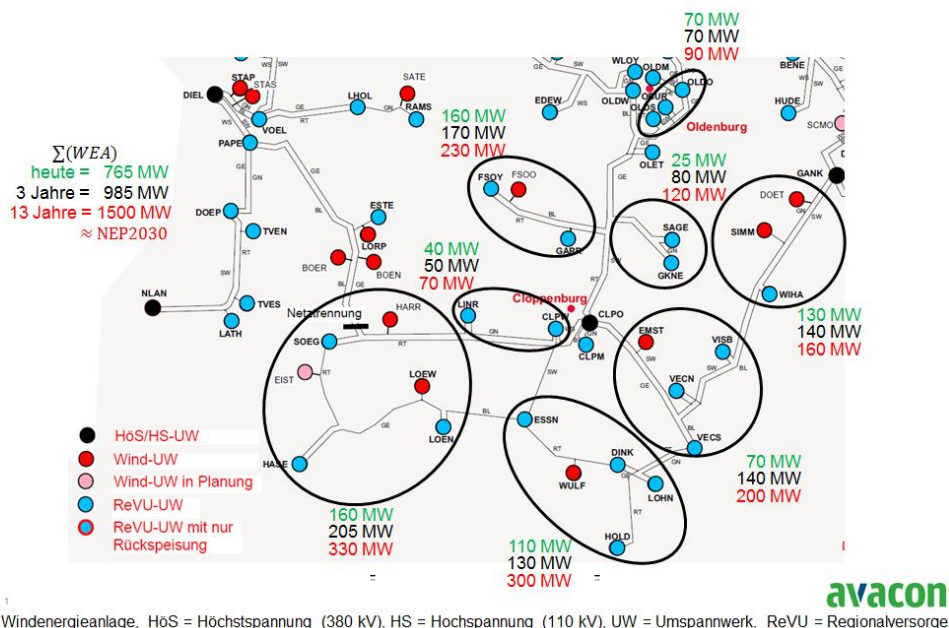 70 MW
70 MW
90 MW
WLOY
OLDM
OLDO
OLDW
OLDS
Oldenburg
OLET
EDEW
BENE
HUDE
SCMO
GANK
STAP
STAS
DIEL
VOEL
LHOL
SATE
RAMS
PAPE
∑(WEA)
heute = 765 MW
3 Jahre = 985 MW
13 Jahre = 1500 MW
≈ NEP2030
160 MW
170 MW
230 MW
FSOY
FSOO
GARR
25 MW
80 MW
120 MW
SAGE
GKNE
DOET
SIMM
WIHA
130 MW
140 MW
160 MW
DOEP
TVEN
ESTE
LORP
BOER
BOEN
NLAN
TVES
LATH
40 MW
50 MW
70 MW
LINR
Cloppenburg
CLPW
CLPO
CLPM
Netztrennung
HARR
SOEG
EIST
LOEW
LOEN
HASE
160 MW
205 MW
330 MW
EMST
VISB
VECN
VECS
70 MW
140 MW
200 MW
ESSN
DINK
WULF
LOHN
HOLD
110 MW
130 MW
300 MW
HöS/HS-UW
Wind-UW
Wind-UW in Planung
ReVU-UW
ReVU-UW mit nur
Rückspeisung
avacon
1
Windenergieanlage, HöS = Höchstspannung (380 kV), HS = Hochspannung (110 kV), UW = Umspannwerk, ReVU = Regionalversorge